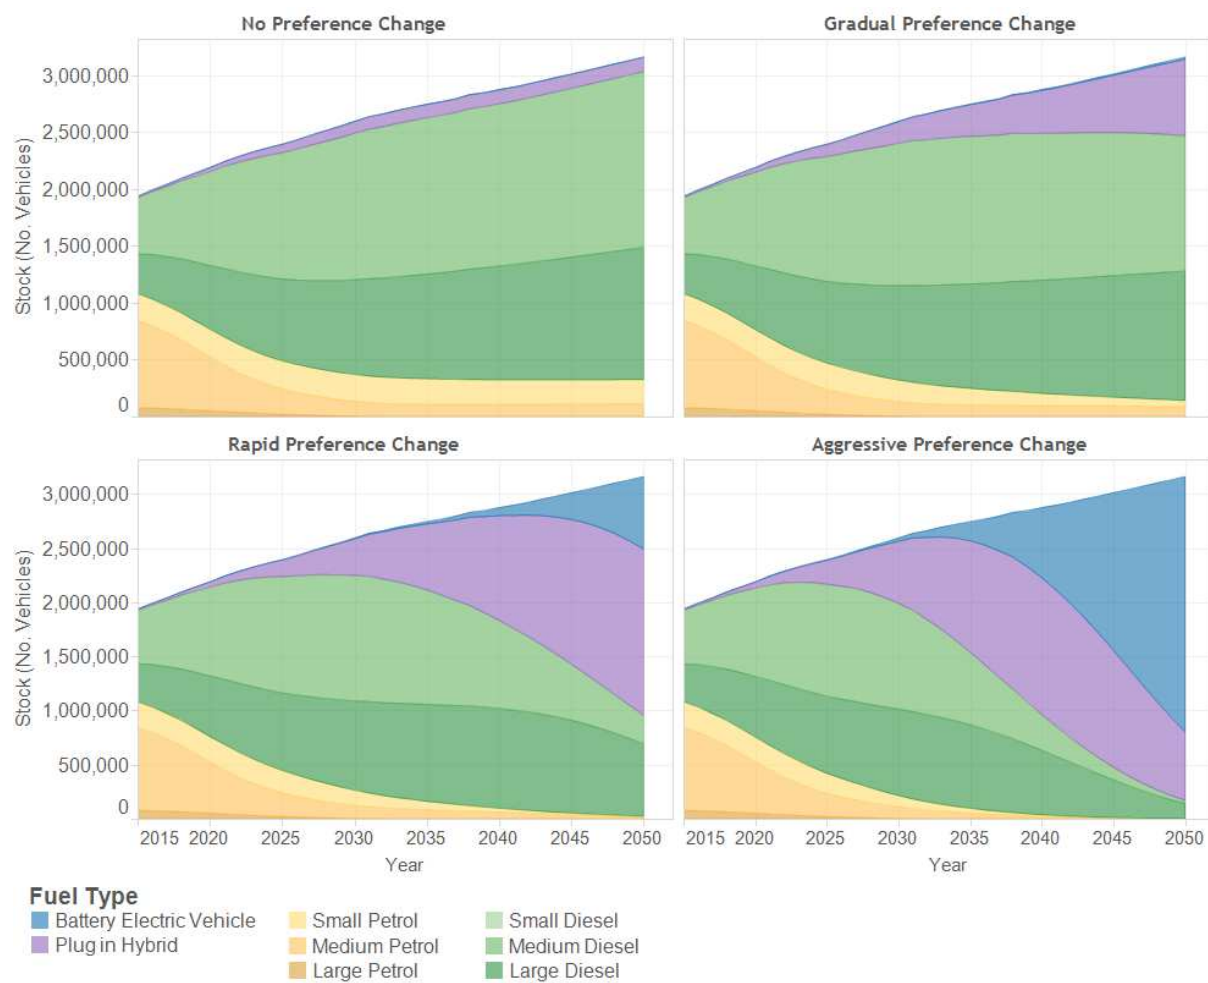 No Preference Change
Gradual Preference Change
Stock (No. Vehicles)
3,000,000
2,500,000
2,000,000
1,500,000
1,000,000
500,000
0
Rapid Preference Change
Aggressive Preference Change
Stock (No. Vehicles)
3,000,000
2,500,000
2,000,000
1,500,000
1,000,000
500,000
0
2015 2020 2025 2030 2035 2040 2045 2050
2015 2020 2025 2030 2035 2040 2045 2050
Year
Year
Fuel Type
Battery Electric Vehicle
Small Petrol
Small Diesel
Plug in Hybrid
Medium Petrol
Medium Diesel
Large Petrol
Large Diesel